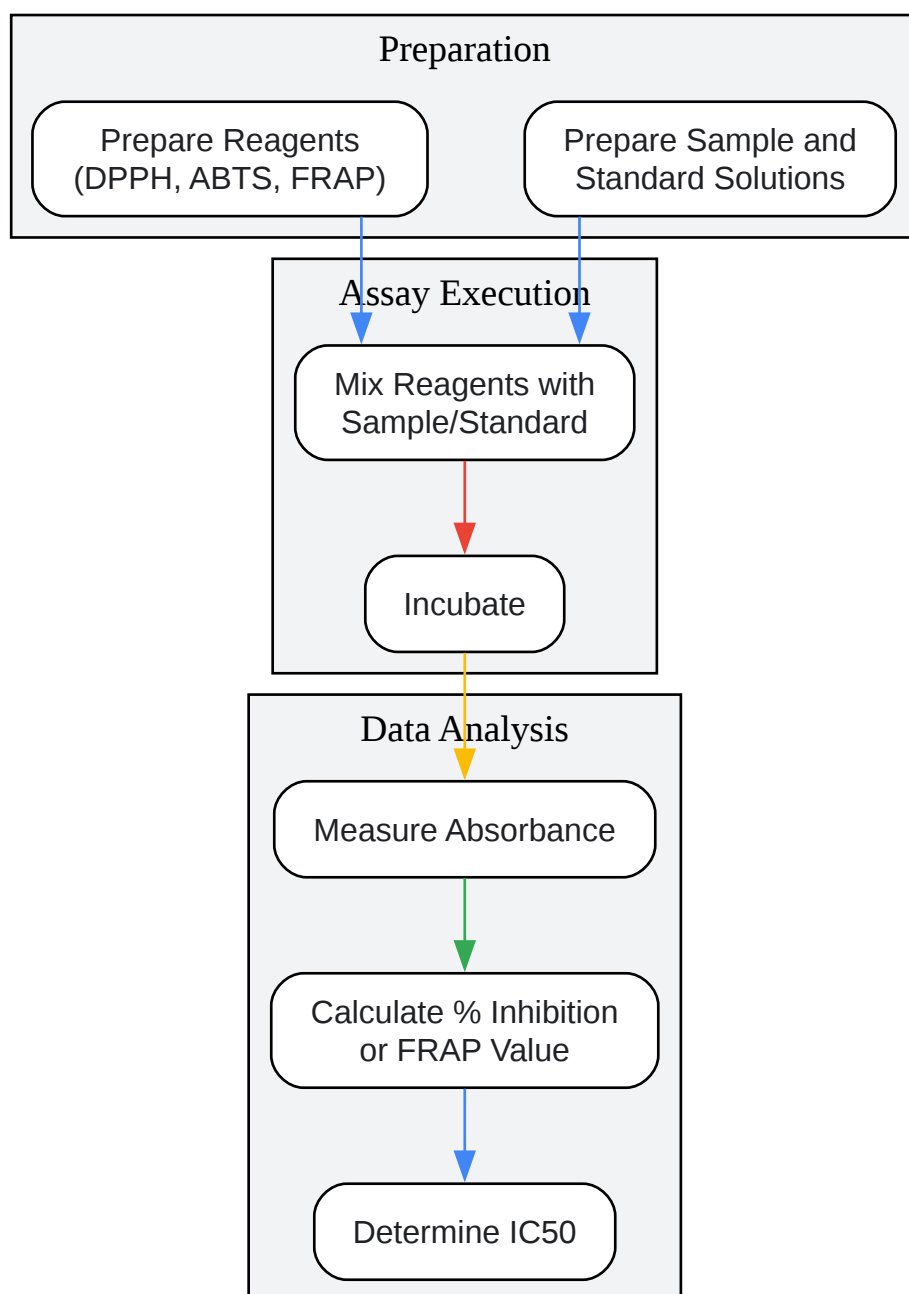 Preparation
Prepare Reagents
(DPPH, ABTS, FRAP)
Prepare Sample and
Standard Solutions
Assay Execution
Mix Reagents with
Sample/Standard
Incubate
Data Analysis
Measure Absorbance
Calculate % Inhibition
or FRAP Value
Determine IC50